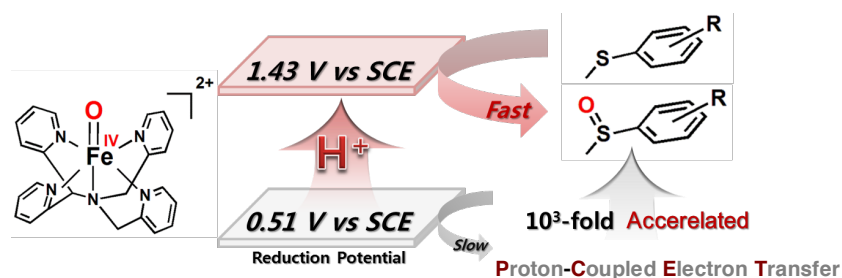 2+
O
IV
N
N
Fe
N
N
N
1.43 V vs SCE
H+
0.51 V vs SCE
Reduction Potential
Fast
Slow
S
R
O
S
R
10³-fold Accerelated
Proton-Coupled Electron Transfer